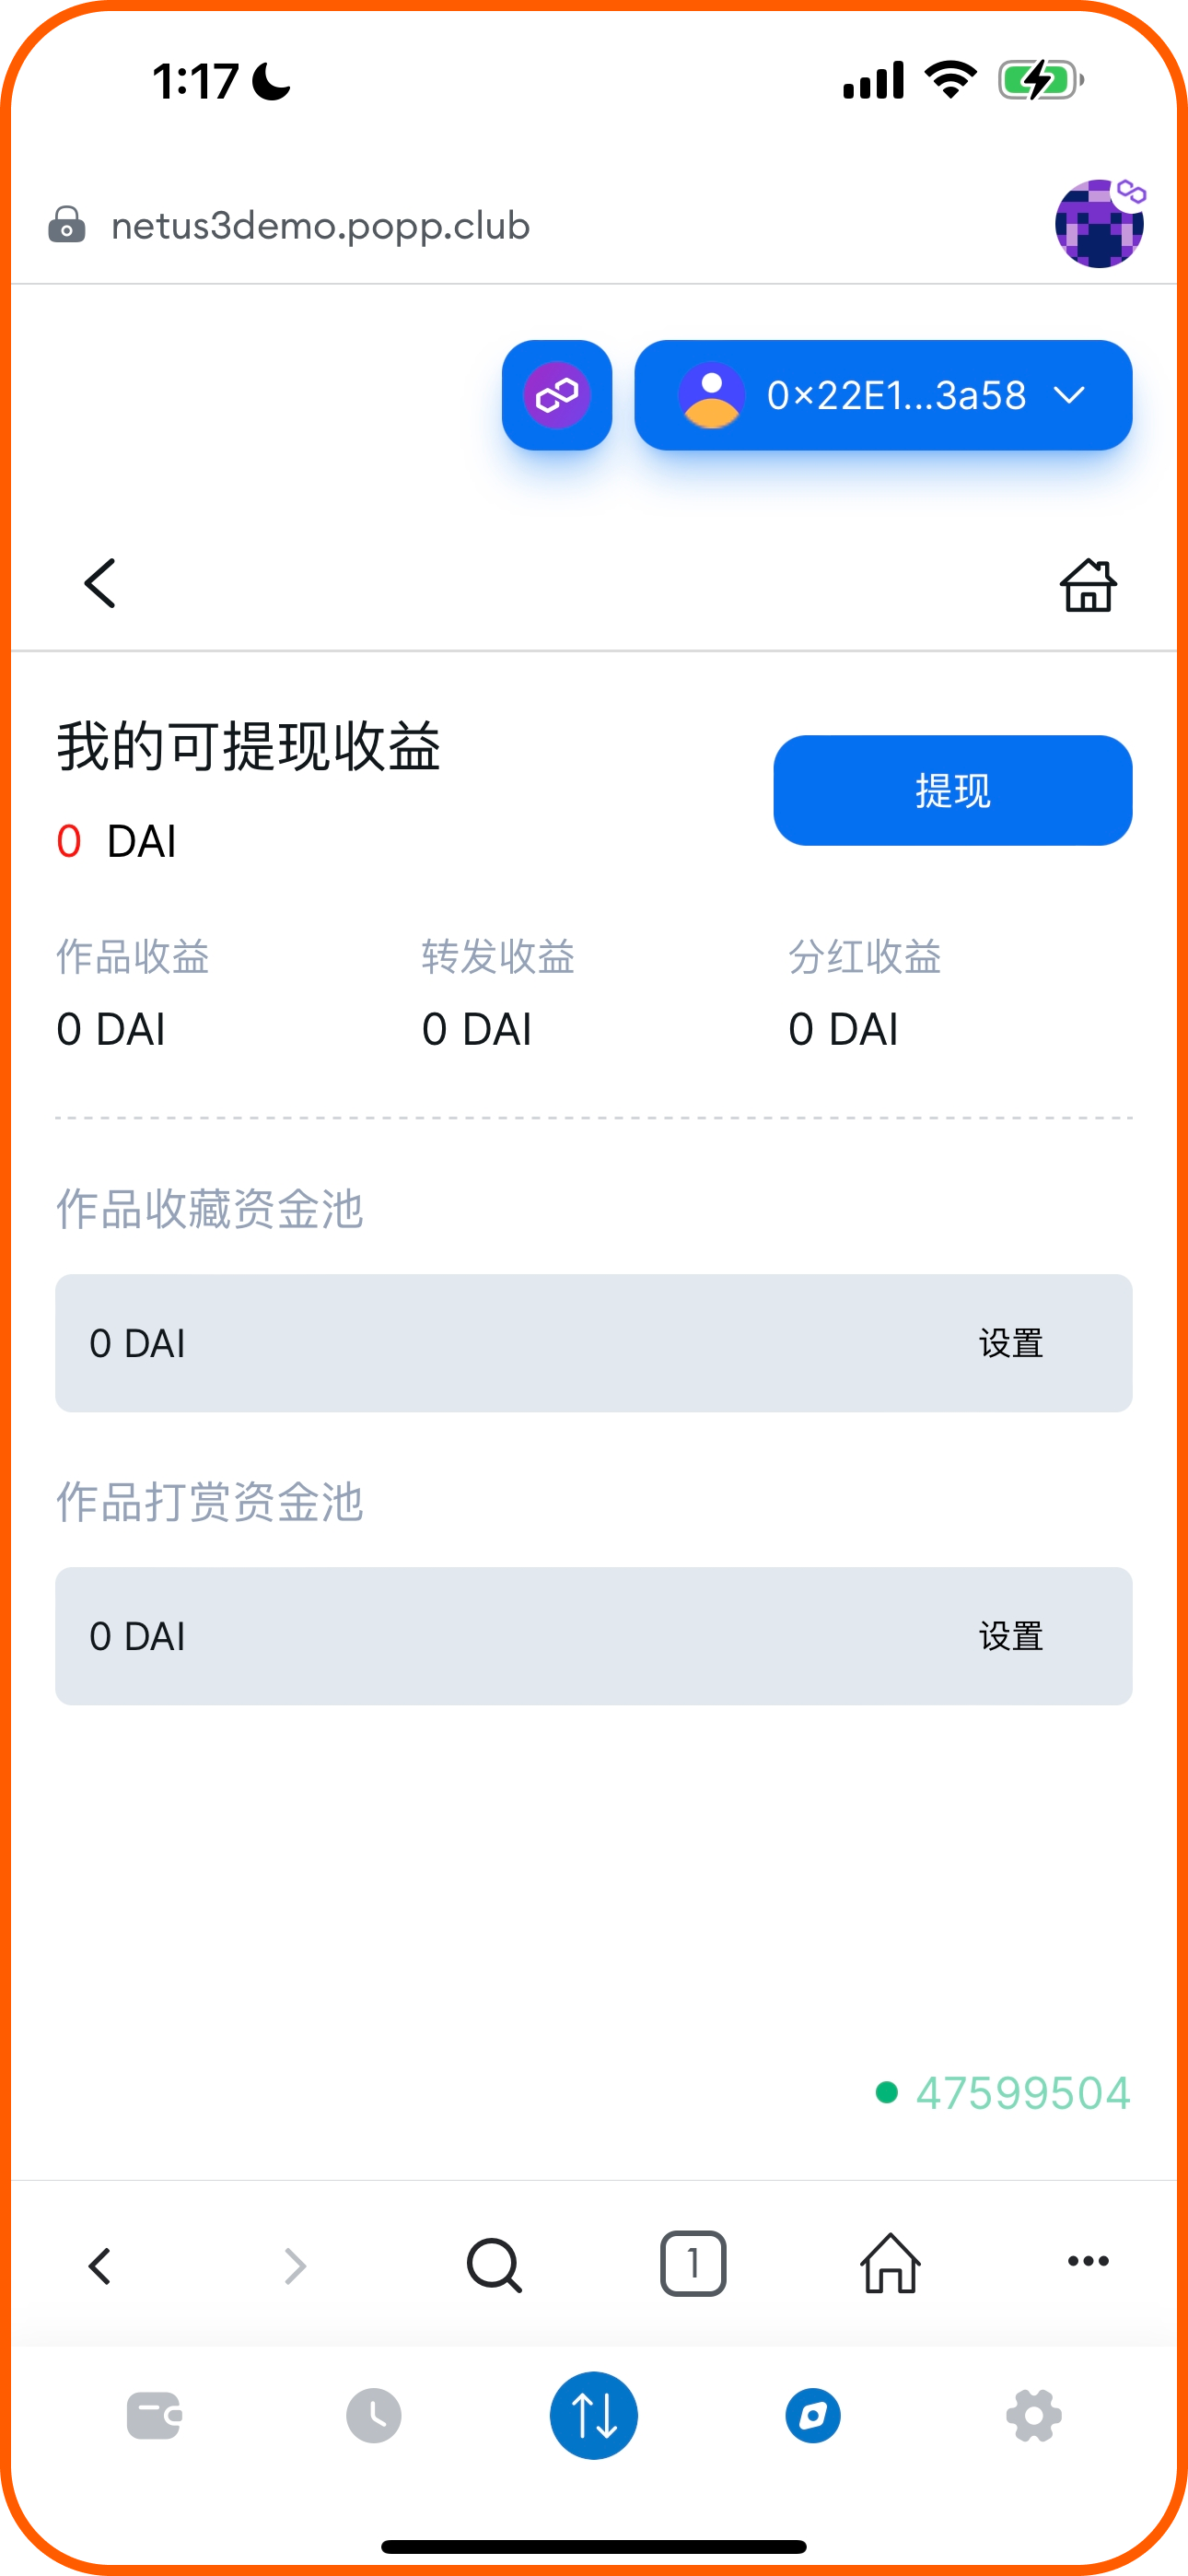 1:17
netus3demo.popp.club
0×22E1...3a58
我的可提现收益
提现
0 DAI
作品收益 转发收益 分红收益
0 DAI 0 DAI 0 DAI
作品收藏资金池
0 DAI 设置
作品打赏资金池
0 DAI 设置
47599504
1